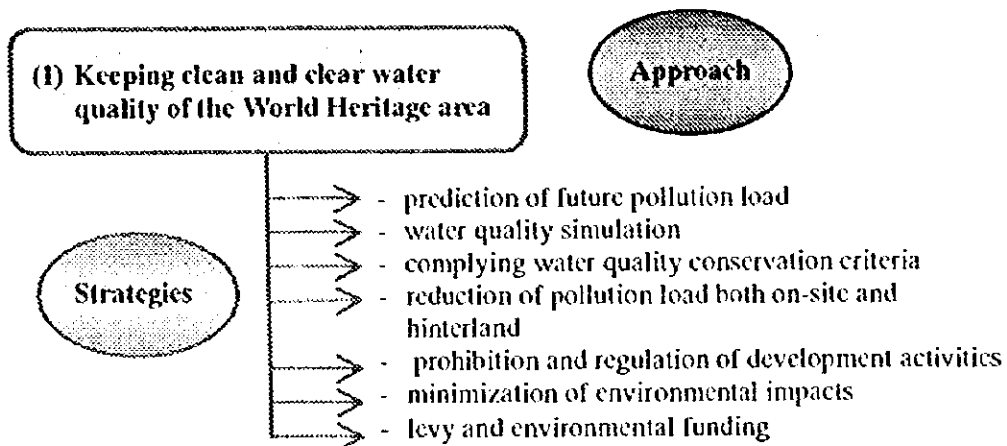 (1) Keeping clean and clear water
quality of the World Heritage area
Approach
- prediction of future pollution load
- water quality simulation
- complying water quality conservation criteria
Strategies
- reduction of pollution load both on-site and
hinterland
- prohibition and regulation of development activities
- minimization of environmental impacts
- levy and environmental funding